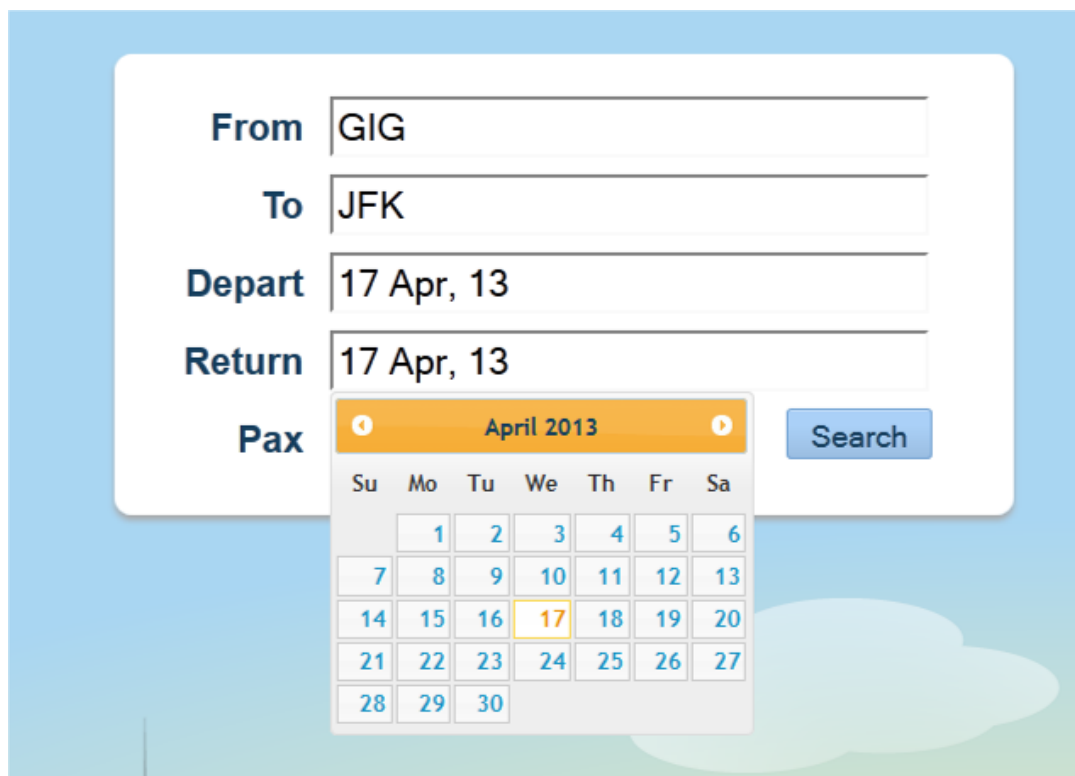 From GIG
To JFK
Depart 17 Apr, 13
Return 17 Apr, 13
Pax
Search
April 2013
Su Mo Tu We Th Fr Sa
1 2 3 4 5 6
7 8 9 10 11 12 13
14 15 16 17 18 19 20
21 22 23 24 25 26 27
28 29 30